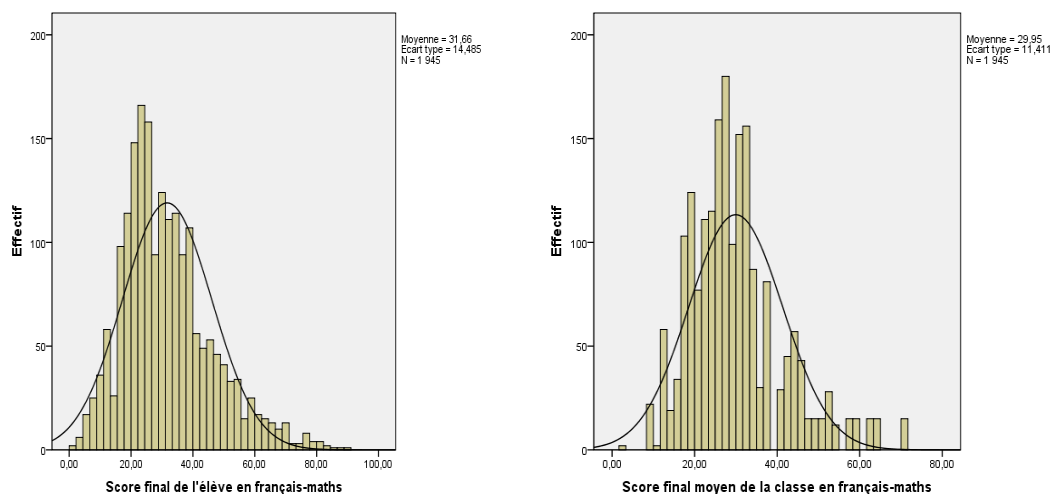 200
150
100
50
0
Effectif
0,00 20,00 40,00 60,00 80,00 100,00
Score final de l'élève en français-maths
Moyenne = 31,66
Ecart type = 14,485
N = 1 945
200
150
100
50
0
Effectif
0,00 20,00 40,00 60,00 80,00
Score final moyen de la classe en français-maths
Moyenne = 29,95
Ecart type = 11,411
N = 1 945